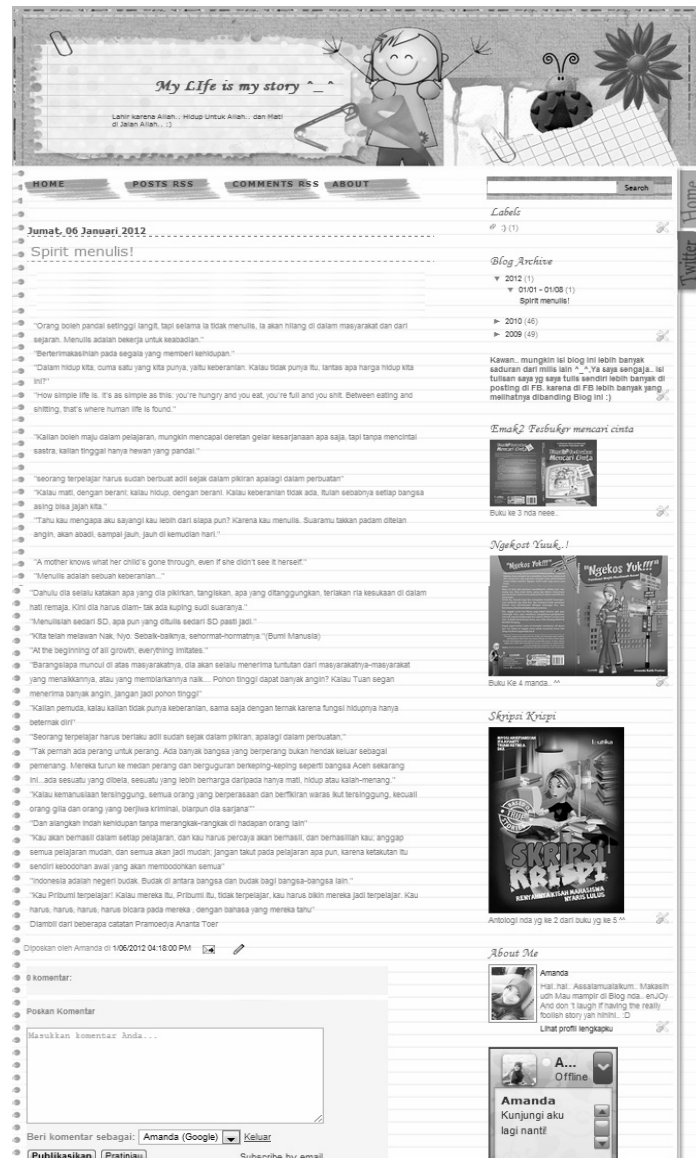 My LIfe is my story ^_^
Lahir karena Allah.. Hidup Untuk Allah.. dan Mati
di Jalan Allah.. :)
HOME POSTS RSS COMMENTS RSS ABOUT
Search
Home
Twitter
Jumat, 06 Januari 2012
Spirit menulis!
"Orang boleh pandai setinggi langit, tapi selama ia tidak menulis, ia akan hilang di dalam masyarakat dan dari
sejarah. Menulis adalah bekerja untuk keabadian."
"Berterimakasihlah pada segala yang memberi kehidupan."
"Dalam hidup kita, cuma satu yang kita punya, yaitu keberanian. Kalau tidak punya itu, lantas apa harga hidup kita
ini?"
"How simple life is. It's as simple as this: you're hungry and you eat, you're full and you shit. Between eating and
shitting, that's where human life is found."
"Kalian boleh maju dalam pelajaran, mungkin mencapai deretan gelar kesarjanaan apa saja, tapi tanpa mencintai
sastra, kalian tinggal hanya hewan yang pandai."
"seorang terpelajar harus sudah berbuat adil sejak dalam pikiran apalagi dalam perbuatan"
"Kalau mati, dengan berani; kalau hidup, dengan berani. Kalau keberanian tidak ada, itulah sebabnya setiap bangsa
asing bisa jajah kita."
"Tahu kau mengapa aku sayangi kau lebih dari siapa pun? Karena kau menulis. Suaramu takkan padam ditelan
angin, akan abadi, sampai jauh, jauh di kemudian hari."
"A mother knows what her child's gone through, even if she didn't see it herself."
"Menulis adalah sebuah keberanian..."
"Dahulu dia selalu katakan apa yang dia pikirkan, tangiskan, apa yang ditanggungkan, teriakan ria kesukaan di dalam
hati remaja. Kini dia harus diam- tak ada kuping sudi suaranya."
"Menulislah sedari SD, apa pun yang ditulis sedari SD pasti jadi."
"Kita telah melawan Nak, Nyo. Sebaik-baiknya, sehormat-hormatnya."(Bumi Manusia)
"At the beginning of all growth, everything imitates."
"Barangsiapa muncul di atas masyarakatnya, dia akan selalu menerima tuntutan dari masyarakatnya-masyarakat
yang menaikkannya, atau yang membiarkannya naik.... Pohon tinggi dapat banyak angin? Kalau Tuan segan
menerima banyak angin, jangan jadi pohon tinggi"
"Kalian pemuda, kalau kalian tidak punya keberanian, sama saja dengan ternak karena fungsi hidupnya hanya
beternak diri"
"Seorang terpelajar harus berlaku adil sudah sejak dalam pikiran, apalagi dalam perbuatan,"
"Tak pernah ada perang untuk perang. Ada banyak bangsa yang berperang bukan hendak keluar sebagai
pemenang. Mereka turun ke medan perang dan berguguran berkeping-keping seperti bangsa Aceh sekarang
ini...ada sesuatu yang dibela, sesuatu yang lebih berharga daripada hanya mati, hidup atau kalah-menang."
"Kalau kemanusiaan tersinggung, semua orang yang berperasaan dan berfikiran waras ikut tersinggung, kecuali
orang gila dan orang yang berjiwa kriminal, biarpun dia sarjana""
"Dan alangkah indah kehidupan tanpa merangkak-rangkak di hadapan orang lain"
"Kau akan berhasil dalam setiap pelajaran, dan kau harus percaya akan berhasil, dan berhasillah kau; anggap
semua pelajaran mudah, dan semua akan jadi mudah; jangan takut pada pelajaran apa pun, karena ketakutan itu
sendiri kebodohan awal yang akan membodohkan semua"
"Indonesia adalah negeri budak. Budak di antara bangsa dan budak bagi bangsa-bangsa lain."
"Kau Pribumi terpelajar! Kalau mereka itu, Pribumi itu, tidak terpelajar, kau harus bikin mereka jadi terpelajar. Kau
harus, harus, harus, harus bicara pada mereka , dengan bahasa yang mereka tahu"
Diambil dari beberapa catatan Pramoedya Ananta Toer
Diposkan oleh Amanda di 1/06/2012 04:18:00 PM
0 komentar:
Poskan Komentar
Masukkan komentar Anda...
Beri komentar sebagai: Amanda (Google) Keluar
Publikasikan Pratinjau Subscribe by email
Labels
:) (1)
Blog Archive
▼ 2012 (1)
▼ 01/01 - 01/08 (1)
Spirit menulis!
► 2010 (46)
► 2009 (49)
Kawan.. mungkin isi blog ini lebih banyak
saduran dari milis lain ^_^,Ya saya sengaja.. isi
tulisan saya yg saya tulis sendiri lebih banyak di
posting di FB. karena di FB lebih banyak yang
melihatnya dibanding Blog ini :)
Emak2 Fesbuker mencari cinta
Mencari Cinta
Buku ke 3 nda neee..
Ngekost Yuuk..!
"Ngekos Yuk!!!"
"Ngekos Yuk!!!"
Buku Ke 4 manda.. ^^
Skripsi Krispi
SKRIPSI
KRISPI
RENYAHNYA KISAH MAHASISWA
NYARIS LULUS
Antologi nda yg ke 2 dari buku yg ke 5 ^^
About Me
Amanda
Hai..hai.. Assalamualaikum.. Makasih
udh Mau mampir di Blog nda.. enJOy
And don 't laugh if having the really
foolish story yah hihihi.. :D
Lihat profil lengkapku
A...
Offline
Amanda
Kunjungi aku
lagi nanti!